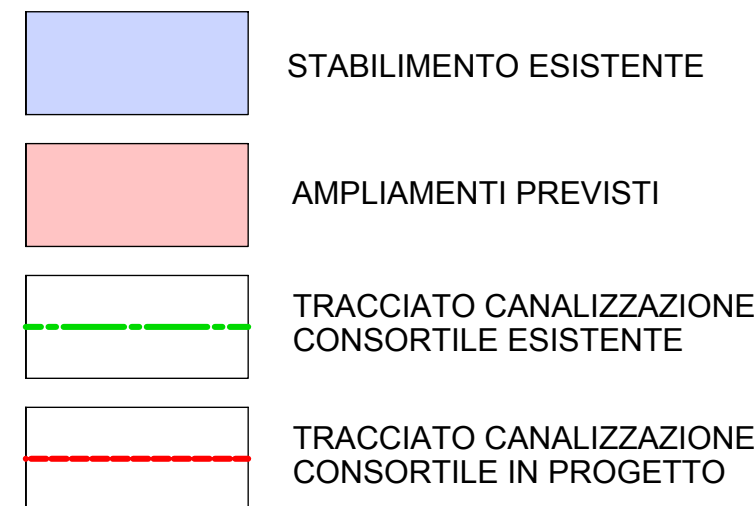 STABILIMENTO ESISTENTE
AMPLIAMENTI PREVISTI
TRACCIATO CANALIZZAZIONE
CONSORTILE ESISTENTE
TRACCIATO CANALIZZAZIONE
CONSORTILE IN PROGETTO